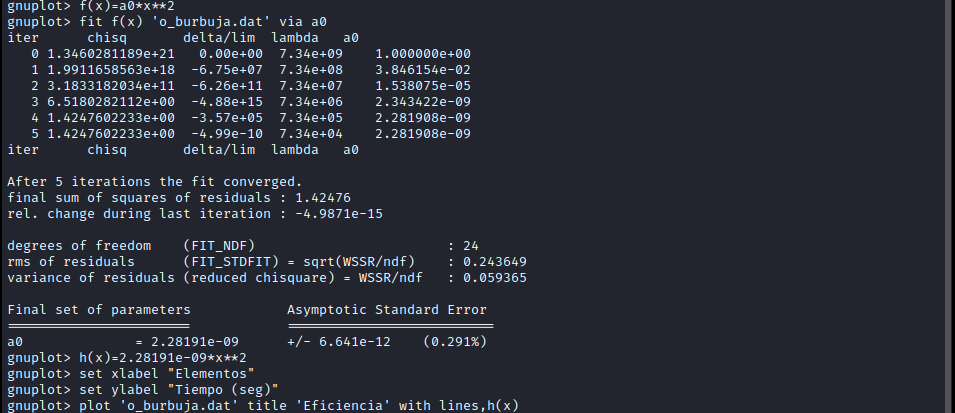 gnuplot> f(x)=a0*x**2
gnuplot> fit f(x) 'o_burbuja.dat' via a0
iter      chisq       delta/lim  lambda   a0
   0 1.3460281189e+21   0.00e+00  7.34e+09    1.000000e+00
   1 1.9911658563e+18  -6.75e+07  7.34e+08    3.846154e-02
   2 3.1833182034e+11  -6.26e+11  7.34e+07    1.538075e-05
   3 6.5180282112e+00  -4.88e+15  7.34e+06    2.343422e-09
   4 1.4247602233e+00  -3.57e+05  7.34e+05    2.281908e-09
   5 1.4247602233e+00  -4.99e-10  7.34e+04    2.281908e-09
iter      chisq       delta/lim  lambda   a0

After 5 iterations the fit converged.
final sum of squares of residuals : 1.42476
rel. change during last iteration : -4.9871e-15

degrees of freedom    (FIT_NDF)                        : 24
rms of residuals      (FIT_STDFIT) = sqrt(WSSR/ndf)    : 0.243649
variance of residuals (reduced chisquare) = WSSR/ndf   : 0.059365

Final set of parameters            Asymptotic Standard Error
=======================            ==========================
a0              = 2.28191e-09      +/- 6.641e-12    (0.291%)
gnuplot> h(x)=2.28191e-09*x**2
gnuplot> set xlabel "Elementos"
gnuplot> set ylabel "Tiempo (seg)"
gnuplot> plot 'o_burbuja.dat' title 'Eficiencia' with lines,h(x)